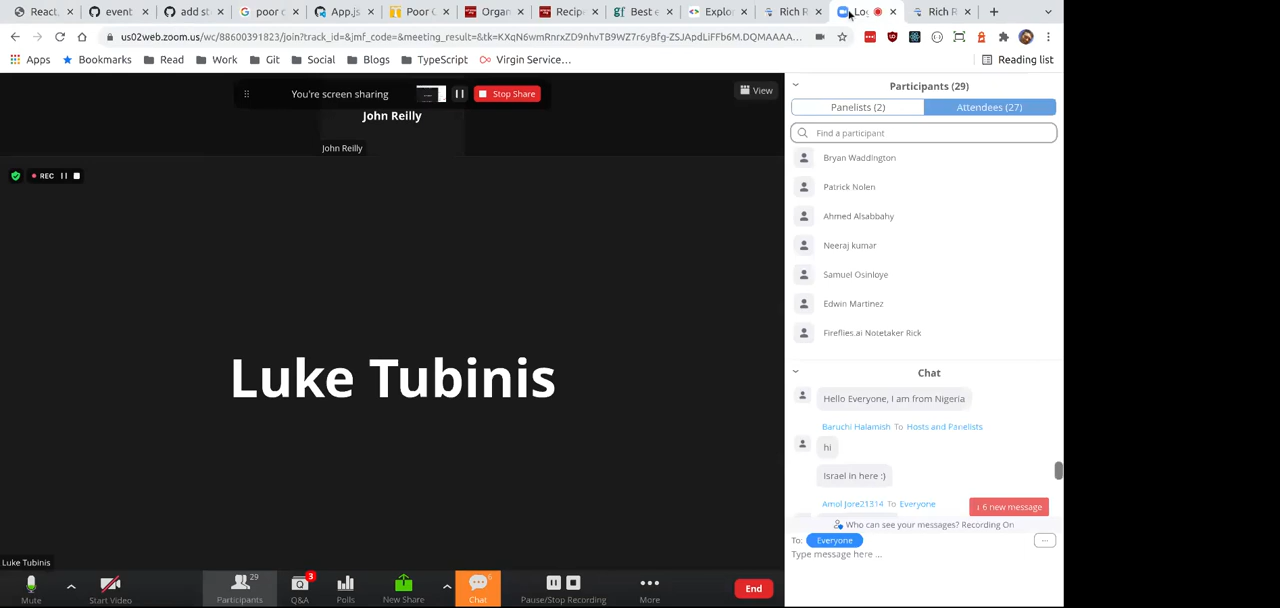 React
event
add st
poor c
App.js
Poor C
Organ
Recipe
Best e
Explor
Rich R
Lo
Rich R
us02web.zoom.us/wc/88600391823/join?track_id=&jmf_code=&meeting_result=&tk=KXqN6wmRnrxZD9nhvTB9WZ7r6yBfg-ZSJApdLiFFb6M.DQMAAAA...
Apps
Bookmarks
Read
Work
Git
Social
Blogs
TypeScript
Virgin Service...
Reading list
You're screen sharing
Stop Share
View
John Reilly
John Reilly
REC
Luke Tubinis
Luke Tubinis
Participants (29)
Panelists (2)
Attendees (27)
Find a participant
Bryan Waddington
Patrick Nolen
Ahmed Alsabbahy
Neeraj kumar
Samuel Osinloye
Edwin Martinez
Fireflies.ai Notetaker Rick
Chat
Hello Everyone, I am from Nigeria
Baruchi Halamish To Hosts and Panelists
hi
Israel in here :)
Amol Jore21314 To Everyone
↓ 6 new message
Who can see your messages? Recording On
To: Everyone
Type message here ...
Mute
Start Video
29
Participants
3
Q&A
Polls
New Share
Chat
Pause/Stop Recording
More
End